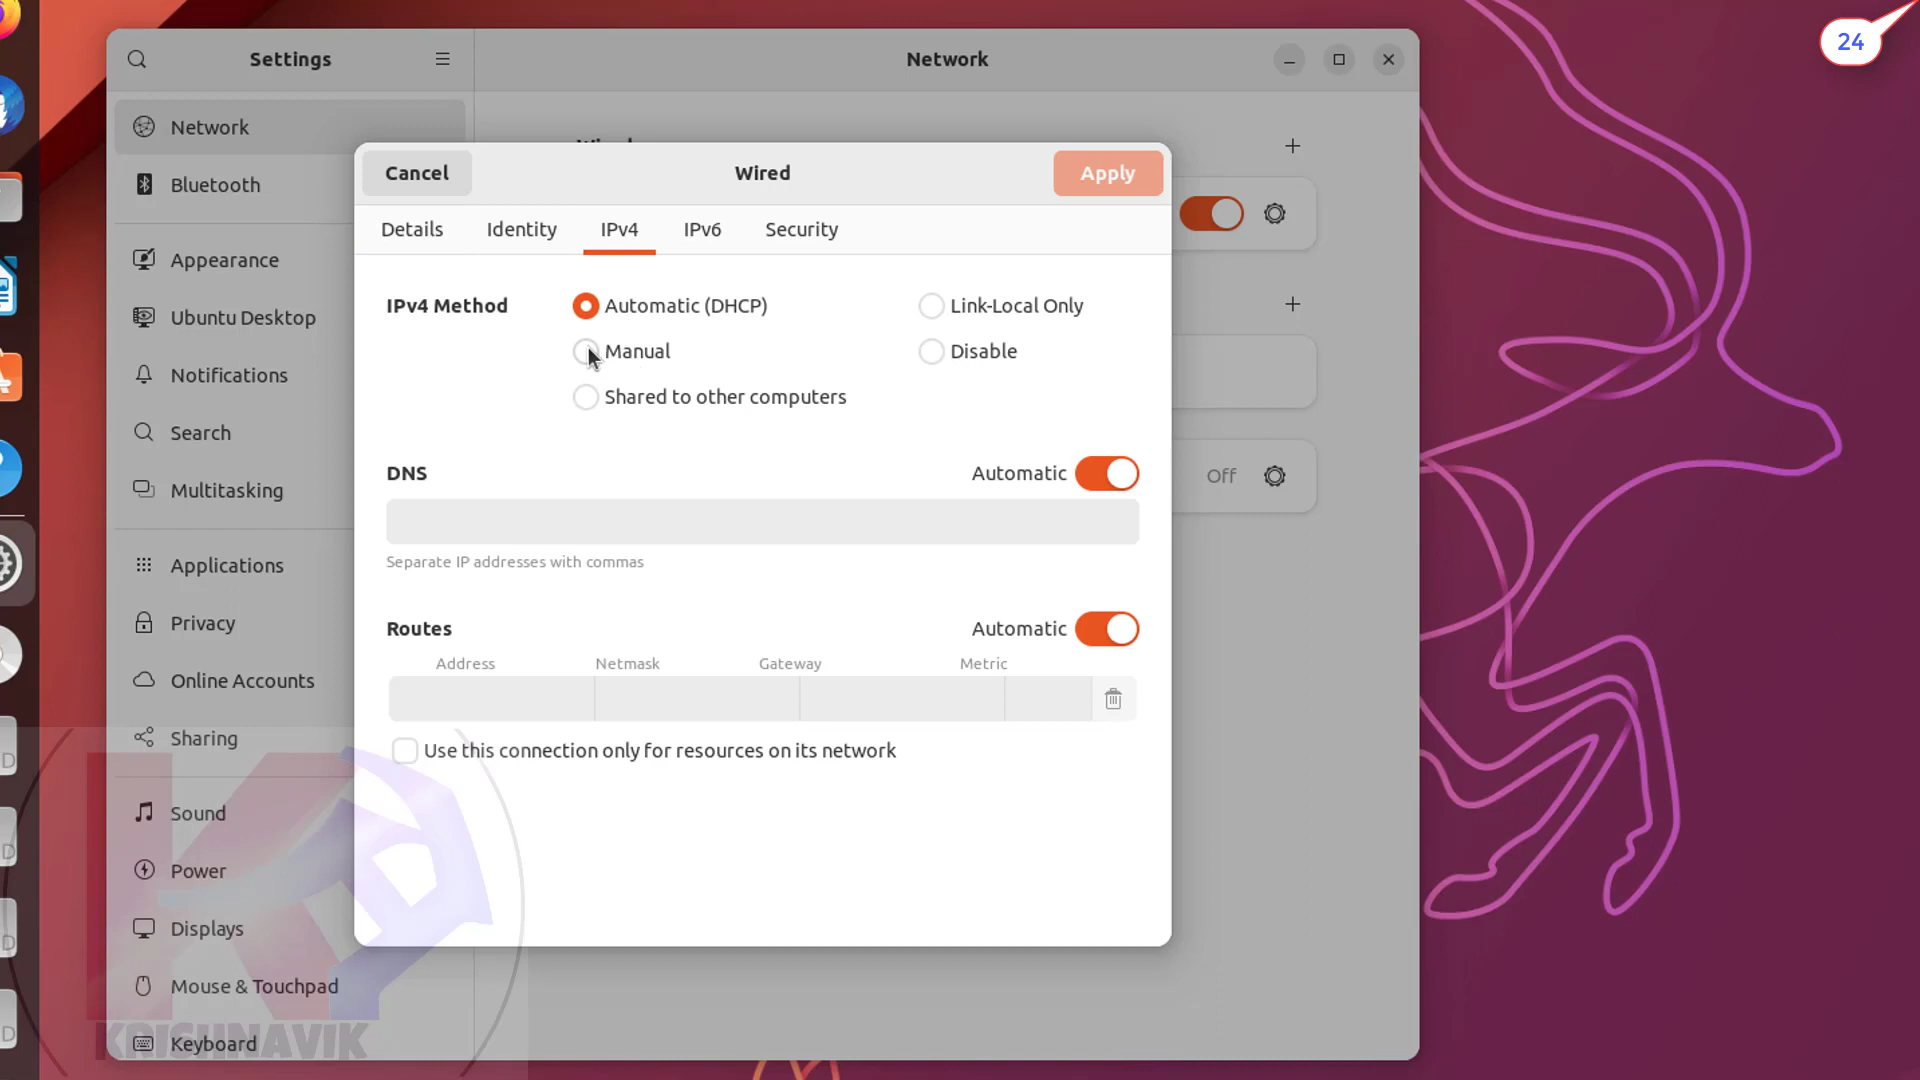 24
Settings
Network
Network
Bluetooth
Appearance
Ubuntu Desktop
Notifications
Search
Multitasking
Applications
Privacy
Online Accounts
Sharing
Sound
Power
Displays
Mouse & Touchpad
Keyboard
Cancel
Wired
Apply
Details
Identity
IPv4
IPv6
Security
IPv4 Method
Automatic (DHCP)
Link-Local Only
Manual
Disable
Shared to other computers
DNS
Automatic
Separate IP addresses with commas
Routes
Automatic
Address
Netmask
Gateway
Metric
Use this connection only for resources on its network
Off
KRISHNAVIK